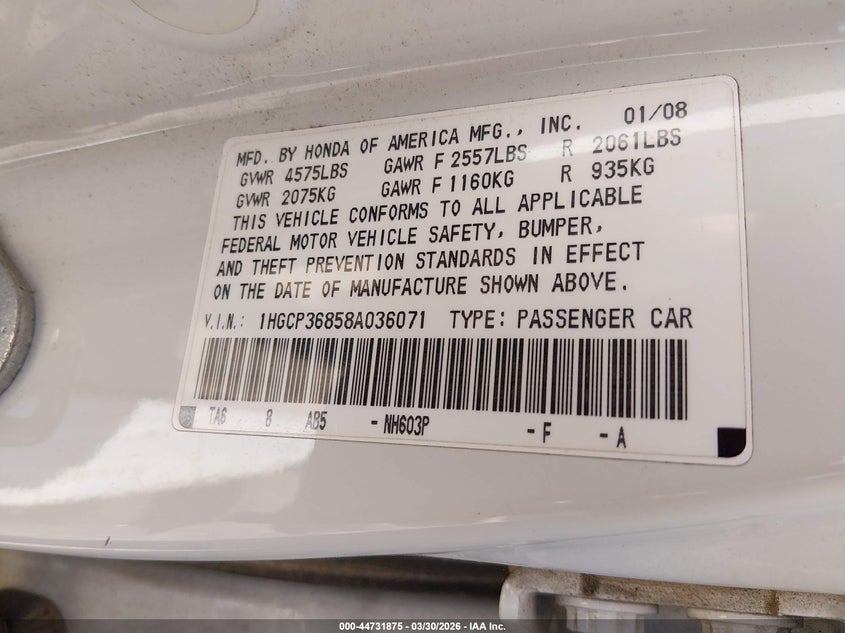 MFD. BY HONDA OF AMERICA MFG., INC. 01/08
GVWR 4575LBS GAWR F 2557LBS R 2061LBS
GVWR 2075KG GAWR F 1160KG R 935KG
THIS VEHICLE CONFORMS TO ALL APPLICABLE
FEDERAL MOTOR VEHICLE SAFETY, BUMPER,
AND THEFT PREVENTION STANDARDS IN EFFECT
ON THE DATE OF MANUFACTURE SHOWN ABOVE.
V.I.N.: 1HGCP36858A036071 TYPE: PASSENGER CAR
TA6 8 AB5 -NH603P -F -A
000-44731875 - 03/30/2026 - IAA Inc.